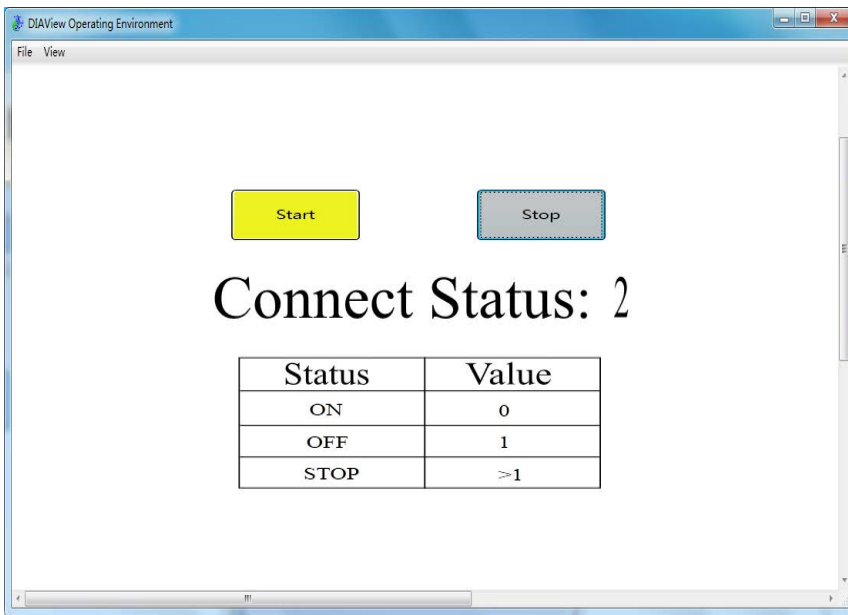 DIAView Operating Environment
File View
Start Stop
Connect Status: 2
Status Value
ON 0
OFF 1
STOP >1